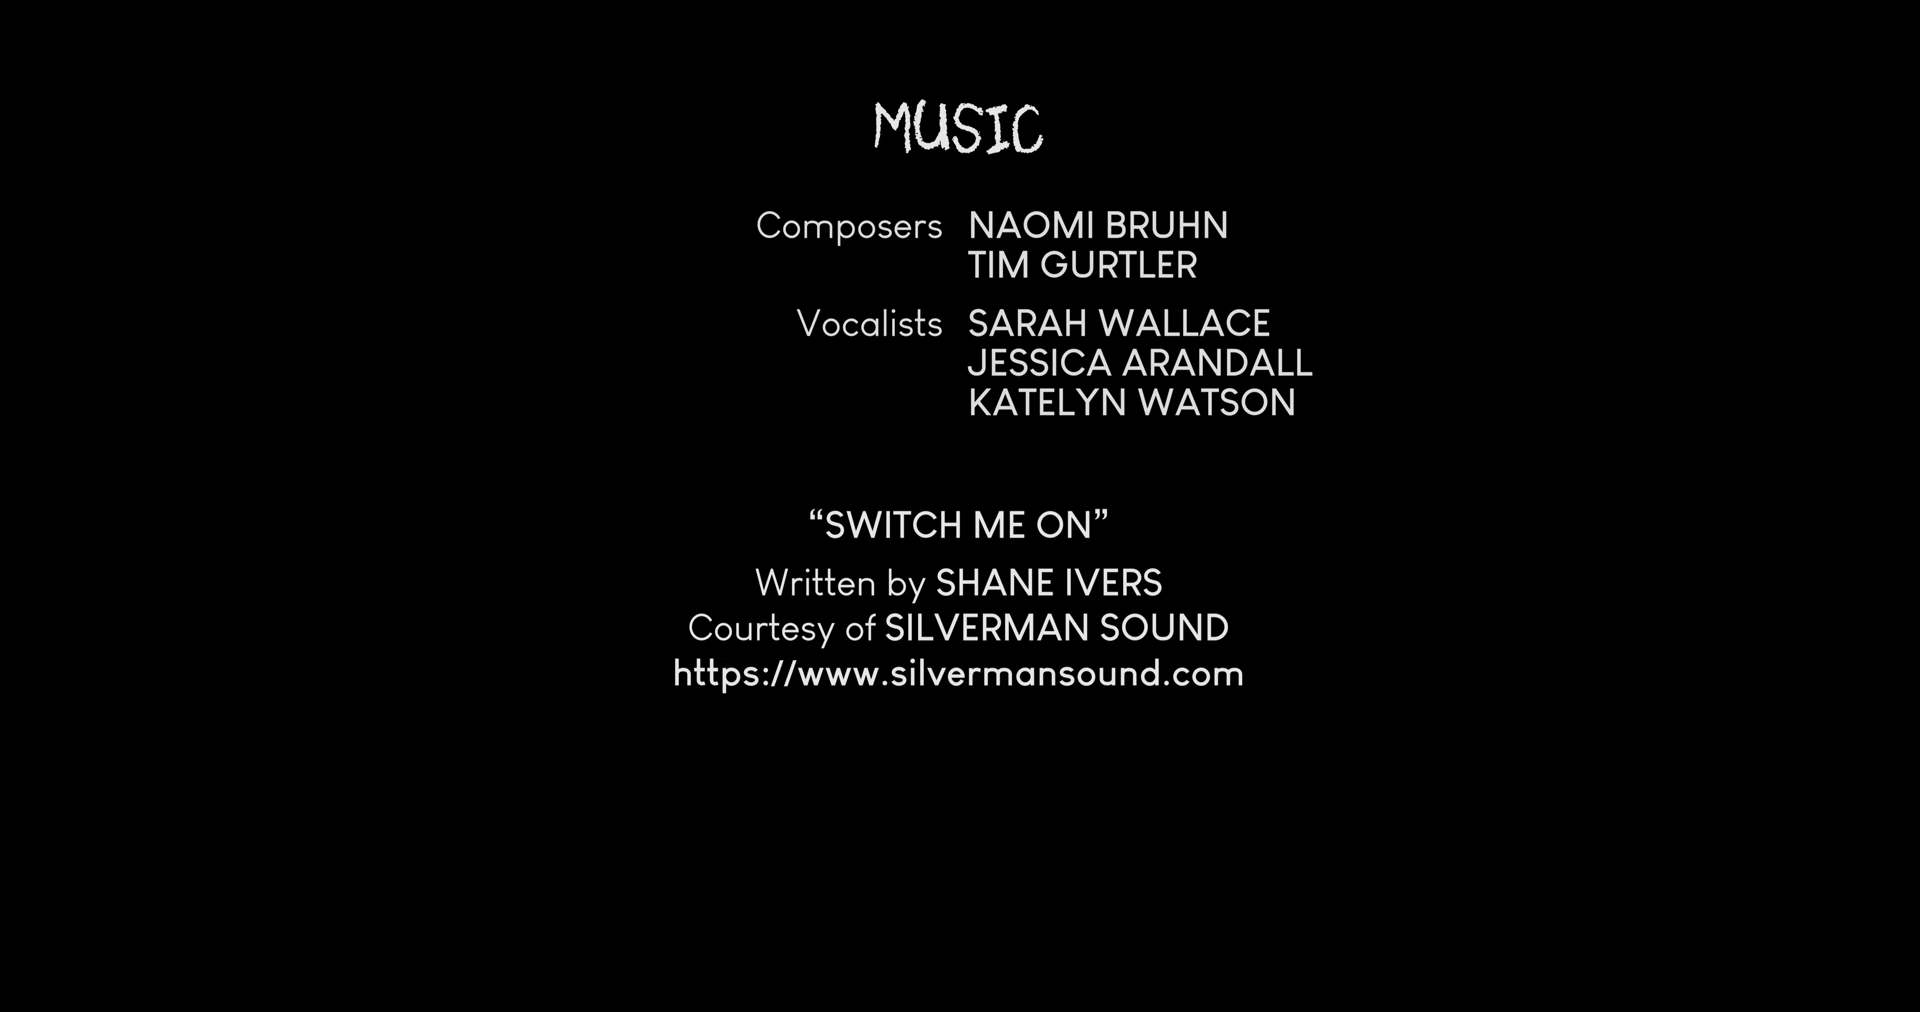 MUSIC
Composers NAOMI BRUHN
TIM GURTLER
Vocalists SARAH WALLACE
JESSICA ARANDALL
KATELYN WATSON
“SWITCH ME ON”
Written by SHANE IVERS
Courtesy of SILVERMAN SOUND
https://www.silvermansound.com